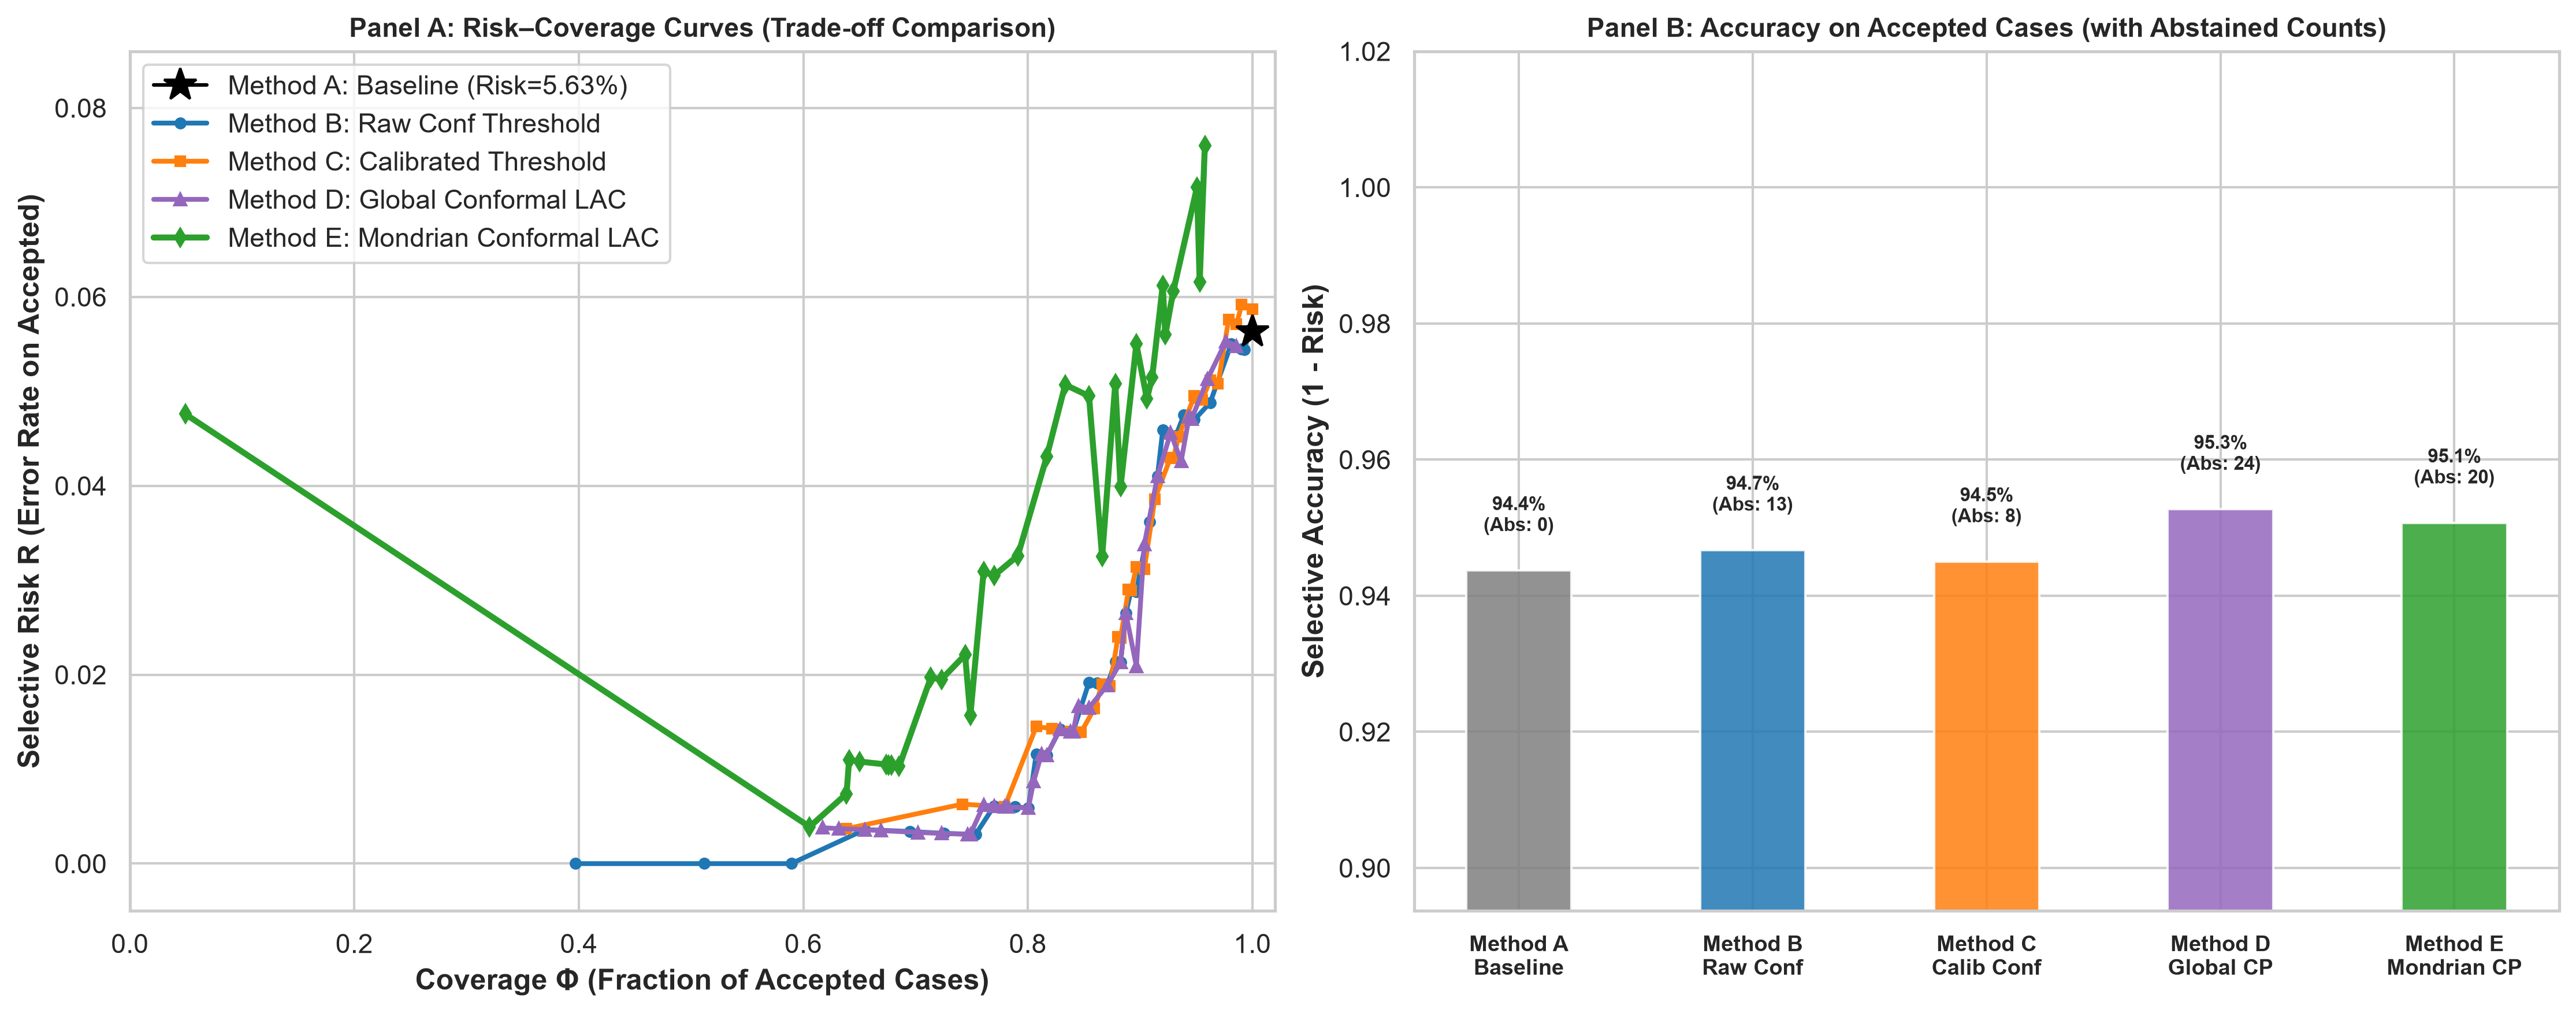 Panel A: Risk–Coverage Curves (Trade-off Comparison)
Method A: Baseline (Risk=5.63%)
Method B: Raw Conf Threshold
Method C: Calibrated Threshold
Method D: Global Conformal LAC
Method E: Mondrian Conformal LAC
Selective Risk R (Error Rate on Accepted)
0.08
0.06
0.04
0.02
0.00
0.0
0.2
0.4
0.6
0.8
1.0
Coverage Φ (Fraction of Accepted Cases)
Panel B: Accuracy on Accepted Cases (with Abstained Counts)
Selective Accuracy (1 - Risk)
1.02
1.00
0.98
0.96
0.94
0.92
0.90
94.4%
(Abs: 0)
94.7%
(Abs: 13)
94.5%
(Abs: 8)
95.3%
(Abs: 24)
95.1%
(Abs: 20)
Method A
Baseline
Method B
Raw Conf
Method C
Calib Conf
Method D
Global CP
Method E
Mondrian CP